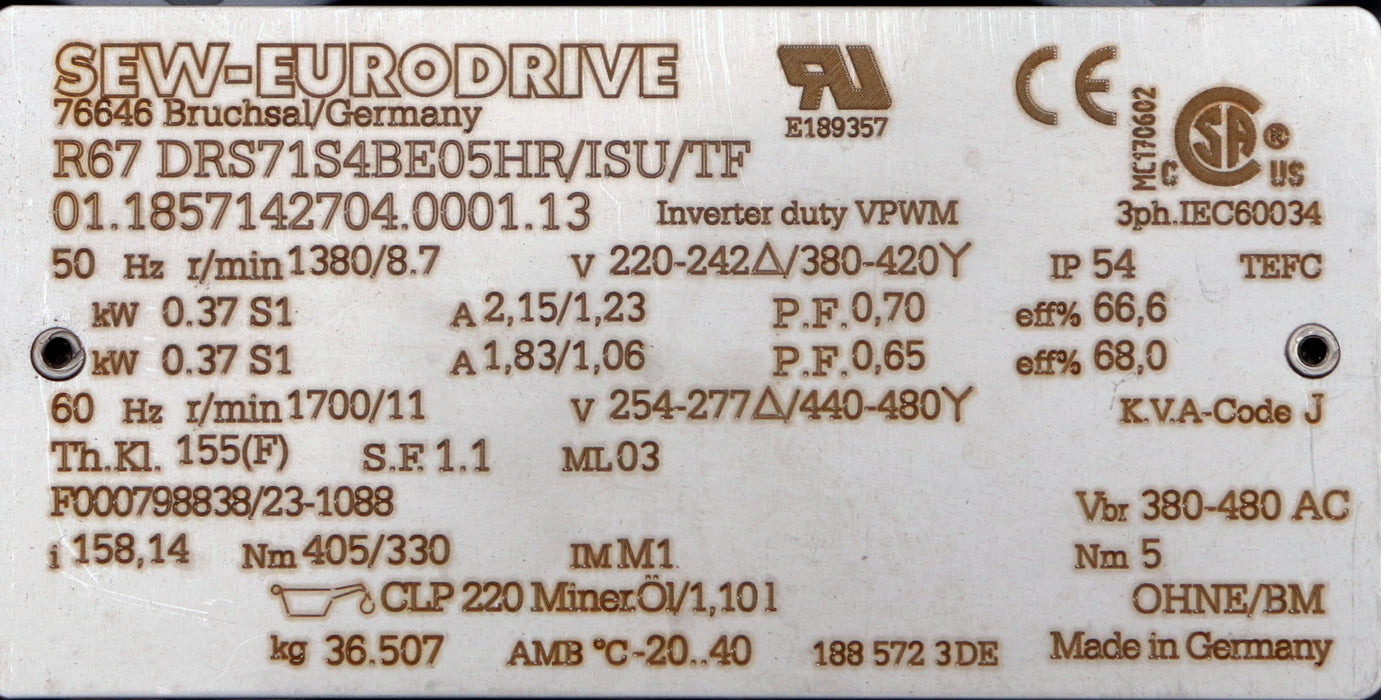 SEW-EURODRIVE
76646 Bruchsal/Germany
E189357
CE
MC170602
C SA US
R67 DRS71S4BE05HR/ISU/TF
01.1857142704.0001.13 Inverter duty VPWM 3ph.IEC60034
50 Hz r/min 1380/8.7 V 220-242Δ/380-420Y IP 54 TEFC
kW 0.37 S1 A 2,15/1,23 P.F. 0,70 eff% 66,6
kW 0.37 S1 A 1,83/1,06 P.F. 0,65 eff% 68,0
60 Hz r/min 1700/11 V 254-277Δ/440-480Y K.V.A-Code J
Th.Kl. 155(F) S.F. 1.1 ML 03
F000798838/23-1088 Vbr 380-480 AC
i 158,14 Nm 405/330 IM M1 Nm 5
CLP 220 Miner.Öl/1,10 l OHNE/BM
kg 36.507 AMB °C -20..40 188 572 3 DE Made in Germany